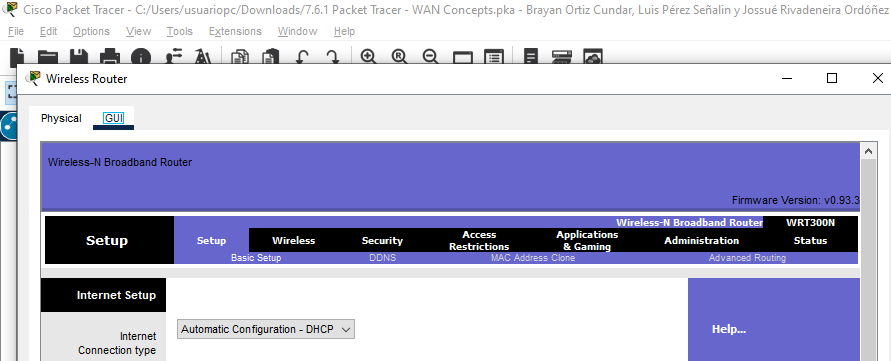 Cisco Packet Tracer - C:/Users/usuariopc/Downloads/7.6.1 Packet Tracer - WAN Concepts.pka - Brayan Ortiz Cundar, Luis Pérez Señalin y Jossué Rivadeneira Ordóñez
File Edit Options View Tools Extensions Window Help
Wireless Router
Physical GUI
Wireless-N Broadband Router
Firmware Version: v0.93.3
Wireless-N Broadband Router WRT300N
Setup
Setup Wireless Security Access Restrictions Applications & Gaming Administration Status
Basic Setup DDNS MAC Address Clone Advanced Routing
Internet Setup
Internet Connection type
Automatic Configuration - DHCP
Help...